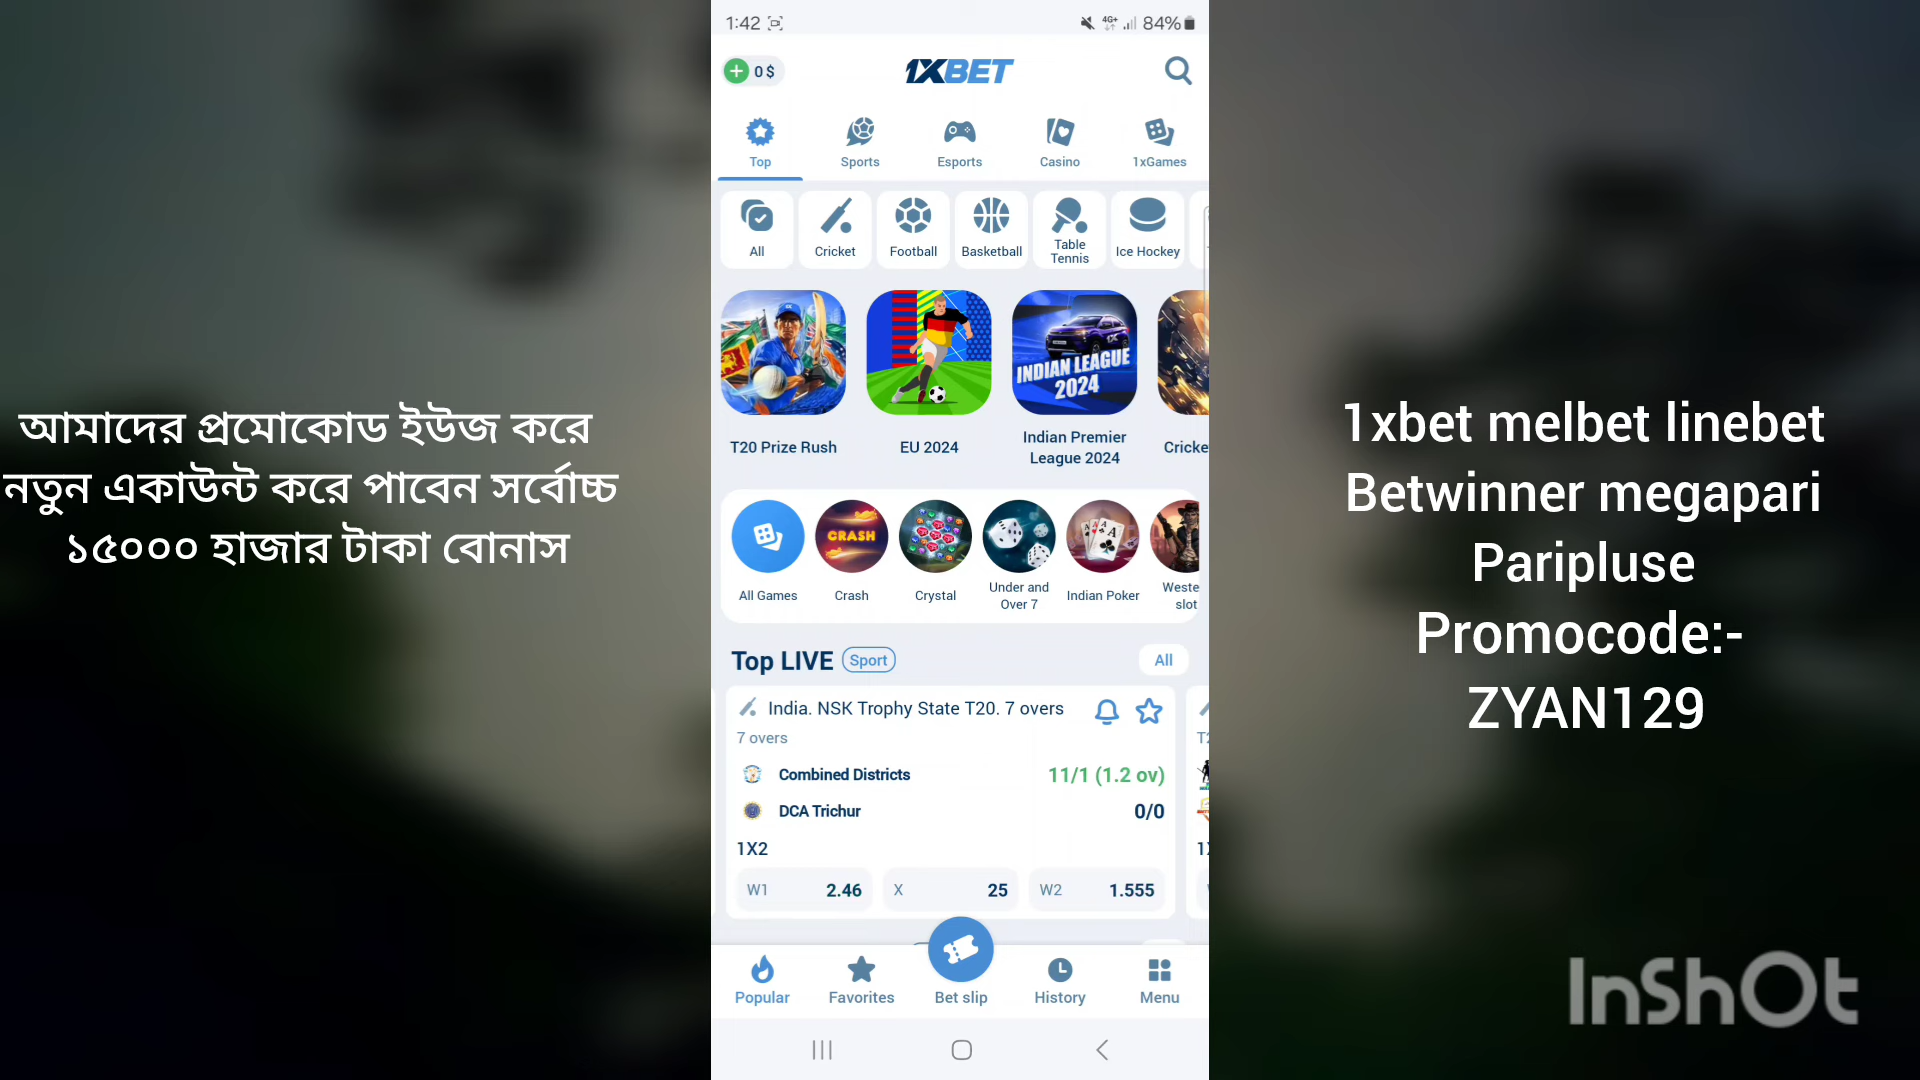 1:42
4G+ 84%
0 $
1XBET
Top
Sports
Esports
Casino
1xGames
All
Cricket
Football
Basketball
Table
Tennis
Ice Hockey
INDIAN LEAGUE
2024
T20 Prize Rush
EU 2024
Indian Premier
League 2024
Cricke
CRASH
All Games
Crash
Crystal
Under and
Over 7
Indian Poker
Weste
slot
Top LIVE Sport
All
India. NSK Trophy State T20. 7 overs
7 overs
Combined Districts 11/1 (1.2 ov)
DCA Trichur 0/0
1X2
W1 2.46
X 25
W2 1.555
Popular
Favorites
Bet slip
History
Menu
আমাদের প্রমোকোড ইউজ করে
নতুন একাউন্ট করে পাবেন সর্বোচ্চ
১৫০০০ হাজার টাকা বোনাস
1xbet melbet linebet
Betwinner megapari
Paripluse
Promocode:-
ZYAN129
InShOt